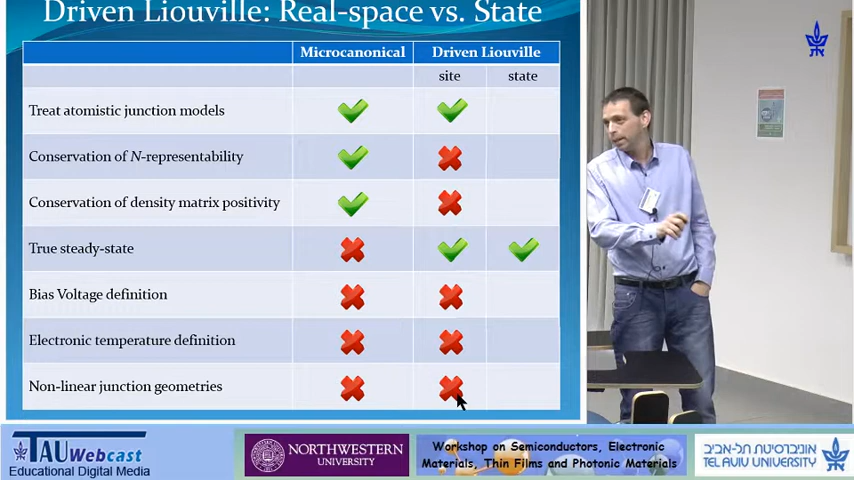 Driven Liouville: Real-space vs. State
Microcanonical Driven Liouville
site state
Treat atomistic junction models
Conservation of N-representability
Conservation of density matrix positivity
True steady-state
Bias Voltage definition
Electronic temperature definition
Non-linear junction geometries
TAU Webcast
Educational Digital Media
NORTHWESTERN
UNIVERSITY
Workshop on Semiconductors, Electronic
Materials, Thin Films and Photonic Materials
אוניברסיטת תל-אביב
TEL AVIV UNIVERSITY